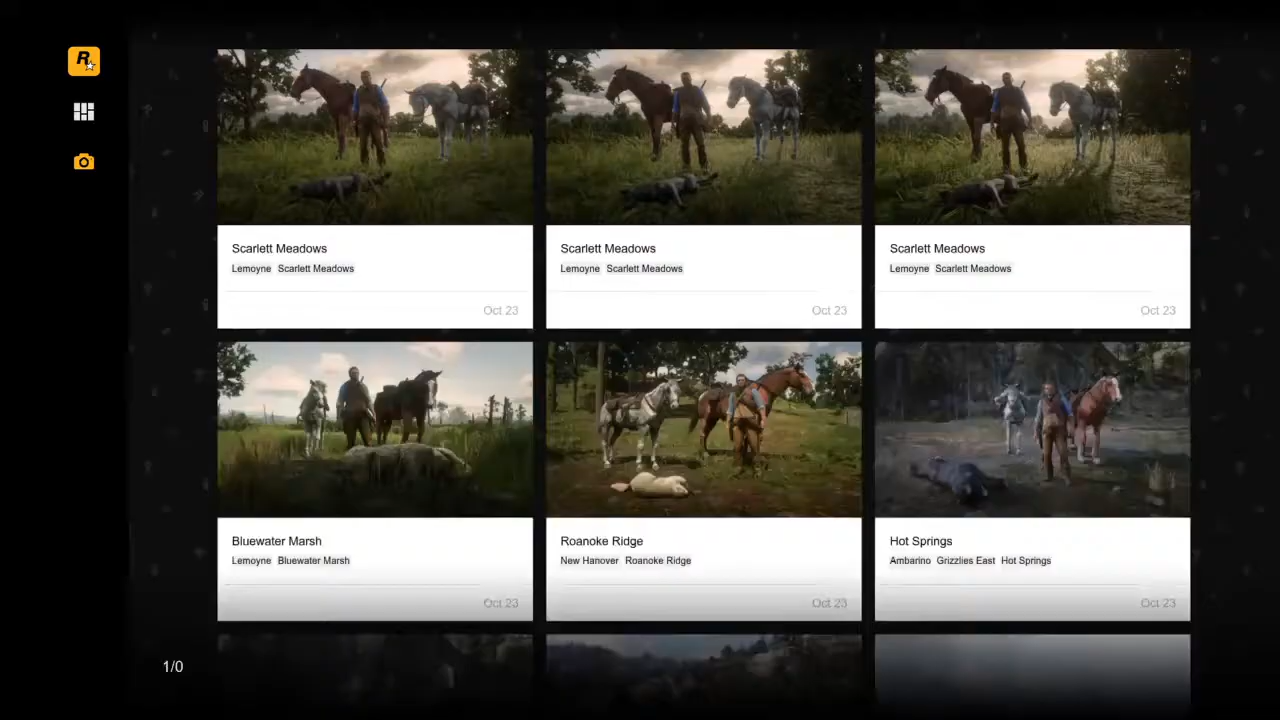 R
Scarlett Meadows
Lemoyne Scarlett Meadows
Oct 23
Scarlett Meadows
Lemoyne Scarlett Meadows
Oct 23
Scarlett Meadows
Lemoyne Scarlett Meadows
Oct 23
Bluewater Marsh
Lemoyne Bluewater Marsh
Oct 23
Roanoke Ridge
New Hanover Roanoke Ridge
Oct 23
Hot Springs
Ambarino Grizzlies East Hot Springs
Oct 23
1/0